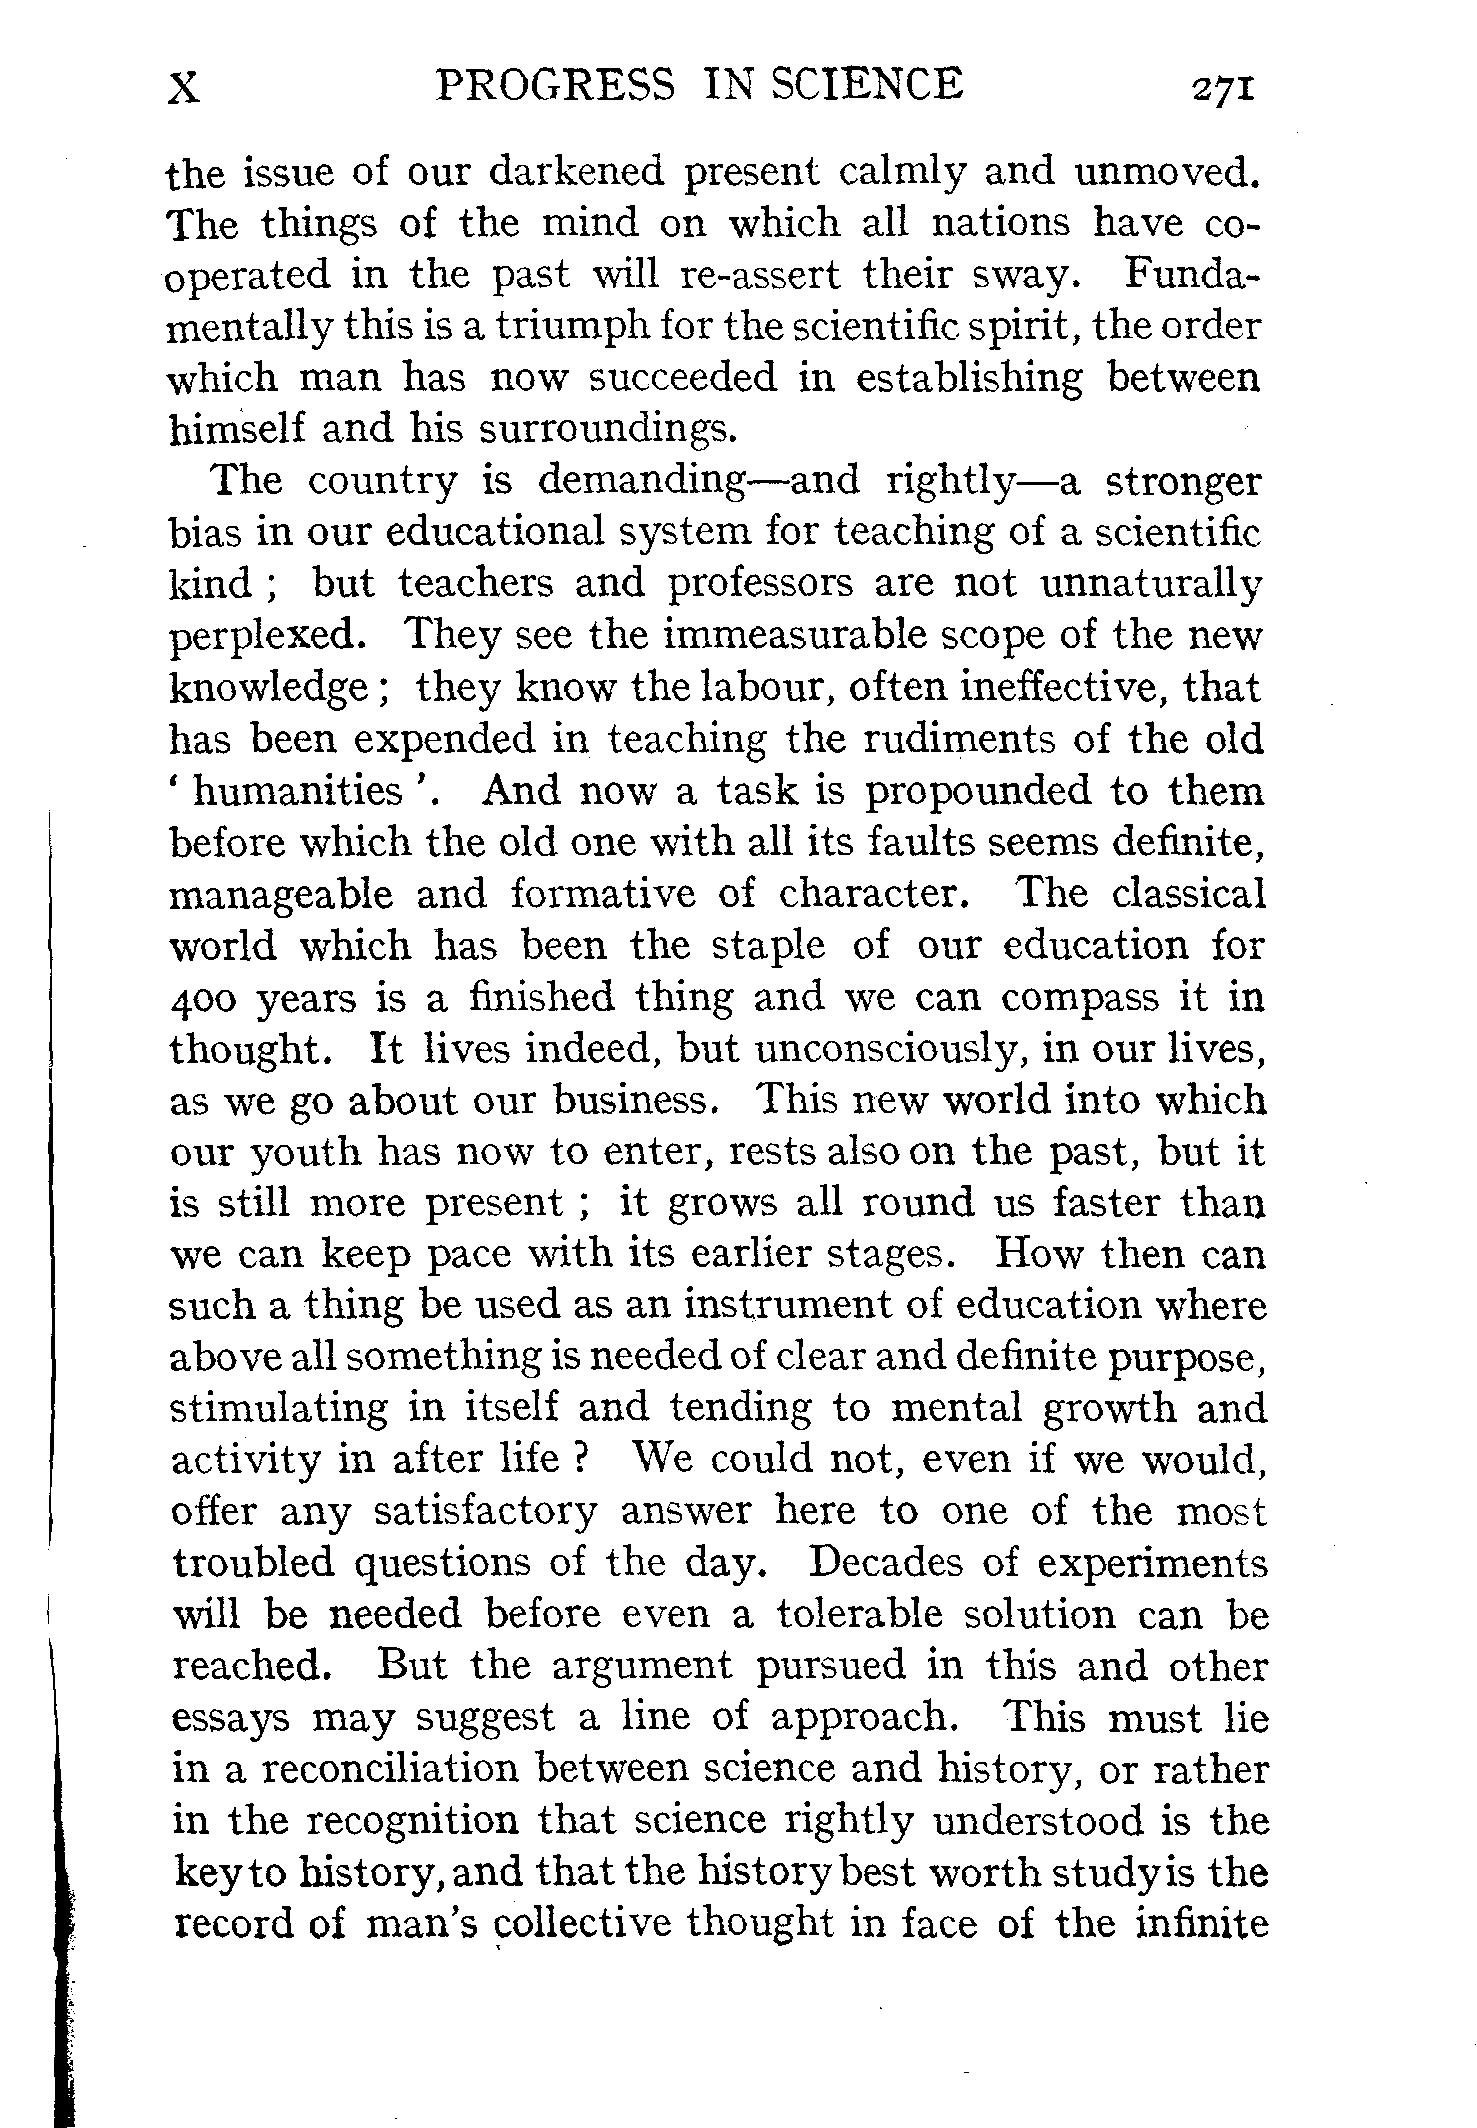 X PROGRESS IN SCIENCE 271
the issue of our darkened present calmly and unmoved.
The things of the mind on which all nations have co-
operated in the past will re-assert their sway. Funda-
mentally this is a triumph for the scientific spirit, the order
which man has now succeeded in establishing between
himself and his surroundings.
The country is demanding—and rightly—a stronger
bias in our educational system for teaching of a scientific
kind ; but teachers and professors are not unnaturally
perplexed. They see the immeasurable scope of the new
knowledge ; they know the labour, often ineffective, that
has been expended in teaching the rudiments of the old
‘ humanities ’. And now a task is propounded to them
before which the old one with all its faults seems definite,
manageable and formative of character. The classical
world which has been the staple of our education for
400 years is a finished thing and we can compass it in
thought. It lives indeed, but unconsciously, in our lives,
as we go about our business. This new world into which
our youth has now to enter, rests also on the past, but it
is still more present ; it grows all round us faster than
we can keep pace with its earlier stages. How then can
such a thing be used as an instrument of education where
above all something is needed of clear and definite purpose,
stimulating in itself and tending to mental growth and
activity in after life ? We could not, even if we would,
offer any satisfactory answer here to one of the most
troubled questions of the day. Decades of experiments
will be needed before even a tolerable solution can be
reached. But the argument pursued in this and other
essays may suggest a line of approach. This must lie
in a reconciliation between science and history, or rather
in the recognition that science rightly understood is the
key to history, and that the history best worth study is the
record of man's collective thought in face of the infinite